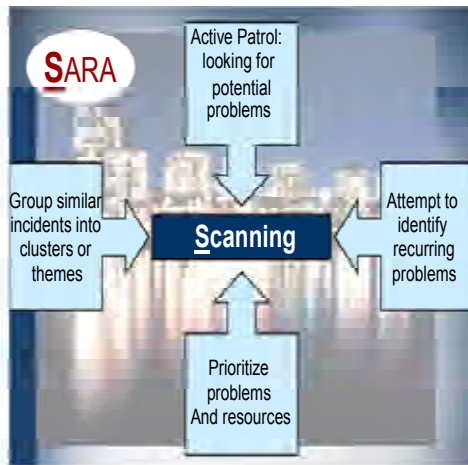 SARA
Active Patrol:
looking for
potential
problems
Group similar
incidents into
clusters or
themes
Scanning
Attempt to
identify
recurring
problems
Prioritize
problems
And resources